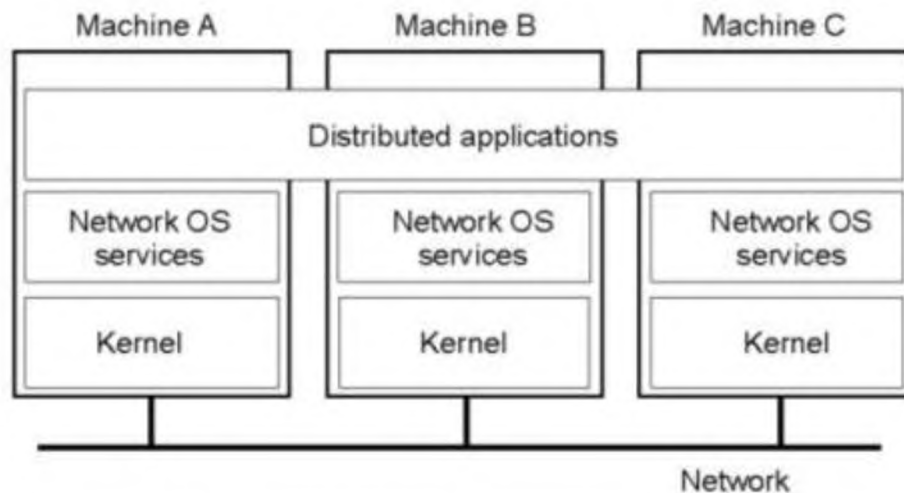 Machine A
Machine B
Machine C
Distributed applications
Network OS
services
Network OS
services
Network OS
services
Kernel
Kernel
Kernel
Network